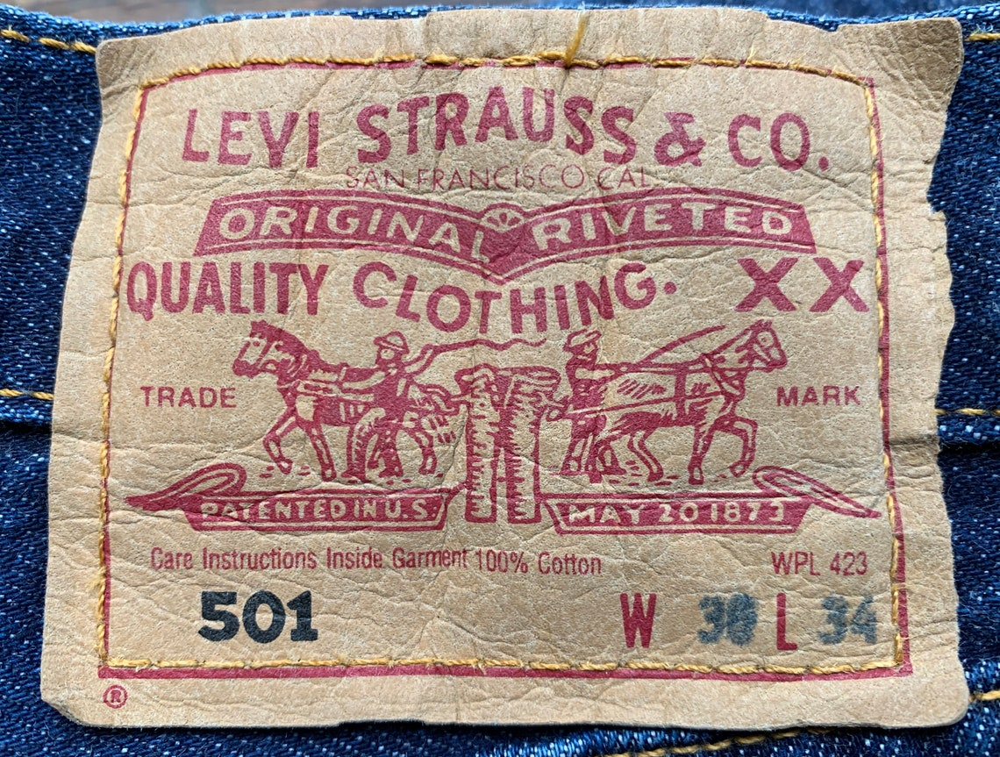 LEVI STRAUSS & CO.
SAN FRANCISCO CAL
ORIGINAL RIVETED
QUALITY CLOTHING. XX
TRADE MARK
PATENTED IN U.S. MAY 20 1873
Care Instructions Inside Garment 100% Cotton WPL 423
501 W L 34
®